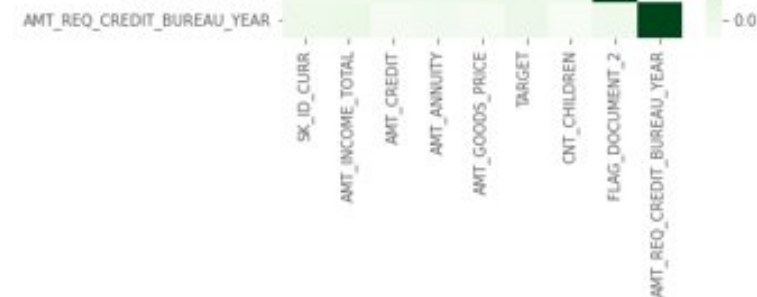 AMT_REQ_CREDIT_BUREAU_YEAR
0.0
SK_ID_CURR
AMT_INCOME_TOTAL
AMT_CREDIT
AMT_ANNUITY
AMT_GOODS_PRICE
TARGET
CNT_CHILDREN
FLAG_DOCUMENT_2
AMT_REQ_CREDIT_BUREAU_YEAR